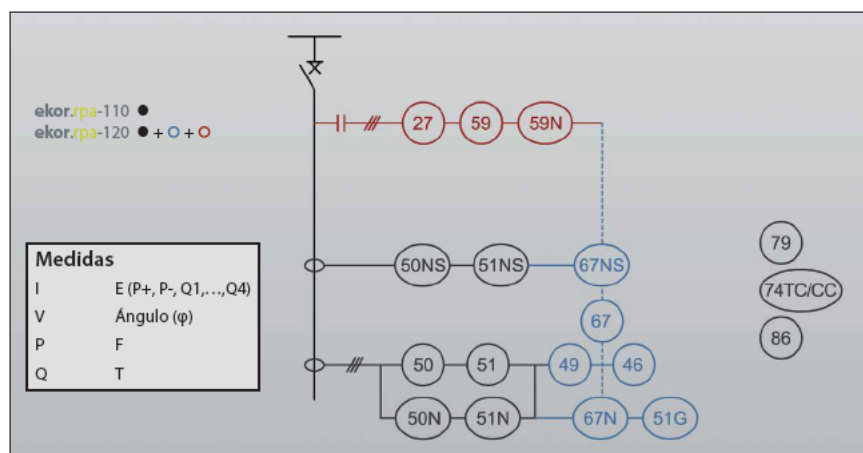 ekor.rpa-110
ekor.rpa-120 + +
27 59 59N
Medidas
I E (P+, P-, Q1,...,Q4)
V Ángulo (φ)
P F
Q T
50NS 51NS 67NS
67
50 51 49 46
50N 51N 67N 51G
79
74TC/CC
86